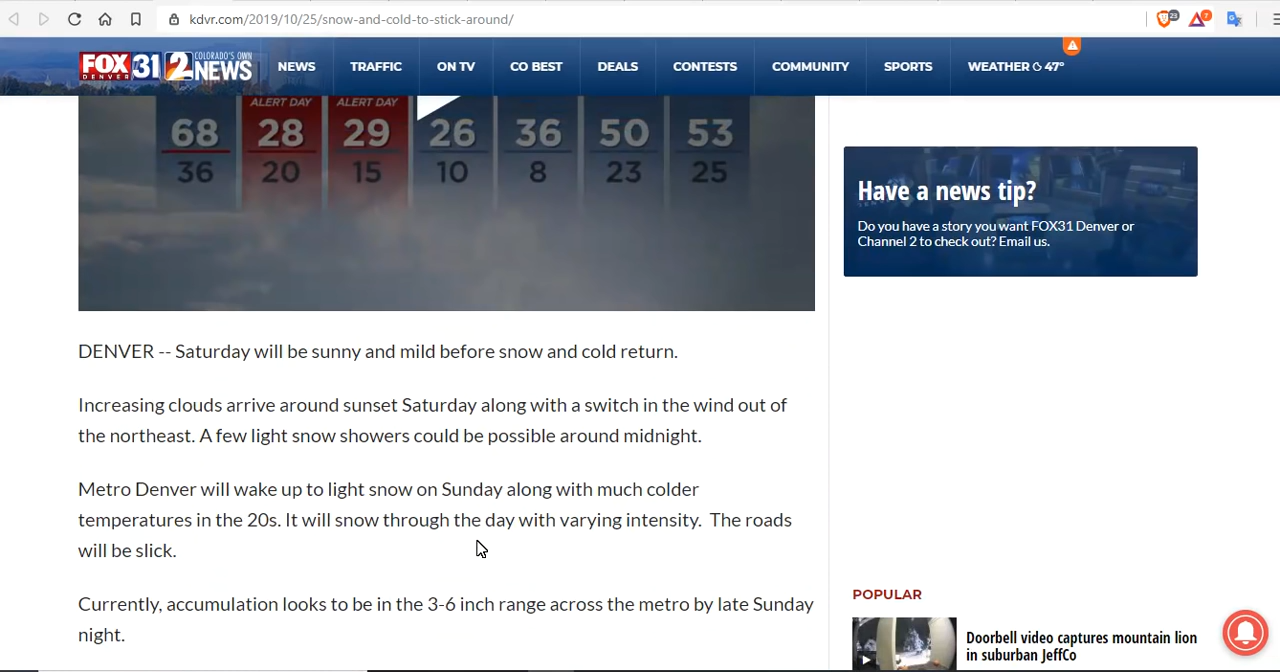 kdvr.com/2019/10/25/snow-and-cold-to-stick-around/
23
7
FOX 31 2 COLORADO'S OWN NEWS
DENVER
NEWS TRAFFIC ON TV CO BEST DEALS CONTESTS COMMUNITY SPORTS WEATHER 47°
ALERT DAY ALERT DAY
68 28 29 26 36 50 53
36 20 15 10 8 23 25
Have a news tip?
Do you have a story you want FOX31 Denver or
Channel 2 to check out? Email us.
DENVER -- Saturday will be sunny and mild before snow and cold return.
Increasing clouds arrive around sunset Saturday along with a switch in the wind out of
the northeast. A few light snow showers could be possible around midnight.
Metro Denver will wake up to light snow on Sunday along with much colder
temperatures in the 20s. It will snow through the day with varying intensity. The roads
will be slick.
Currently, accumulation looks to be in the 3-6 inch range across the metro by late Sunday
night.
POPULAR
Doorbell video captures mountain lion
in suburban JeffCo